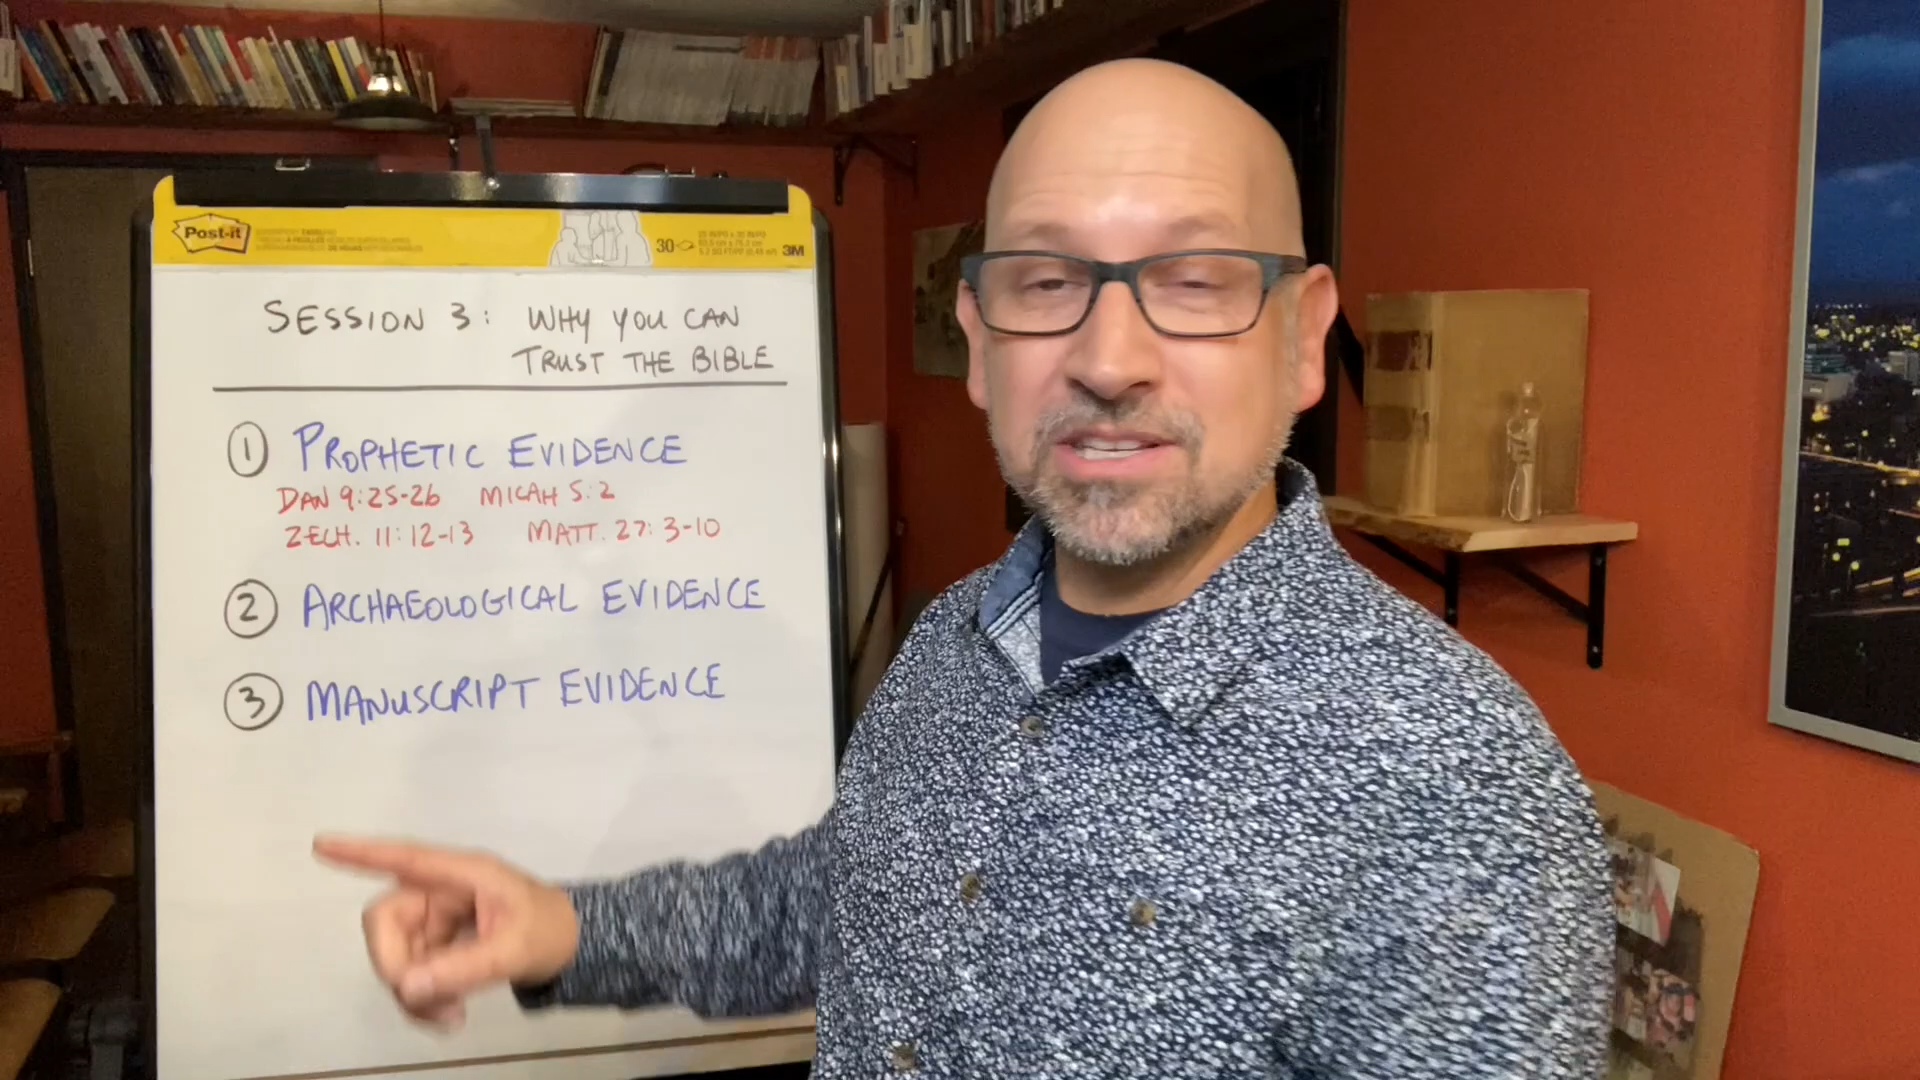 Post-it
30
3M
SESSION 3: WHY YOU CAN
TRUST THE BIBLE
1 PROPHETIC EVIDENCE
DAN 9:25-26 MICAH 5:2
ZECH. 11:12-13 MATT. 27:3-10
2 ARCHAEOLOGICAL EVIDENCE
3 MANUSCRIPT EVIDENCE